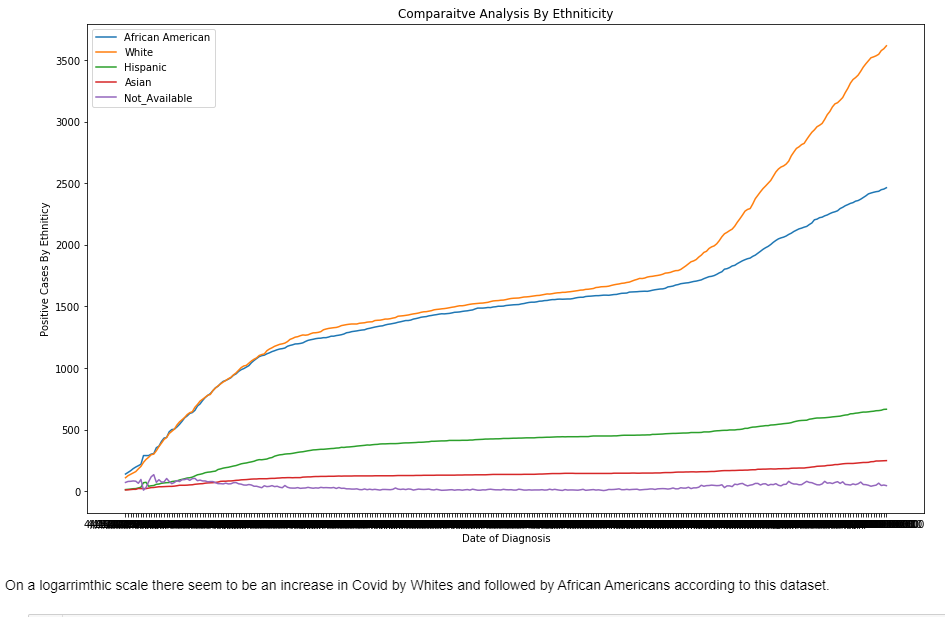 Comparaitve Analysis By Ethniticity
African American
White
Hispanic
Asian
Not_Available
3500
3000
2500
2000
1500
1000
500
0
Positive Cases By Ethniticy
Date of Diagnosis
On a logarrimthic scale there seem to be an increase in Covid by Whites and followed by African Americans according to this dataset.